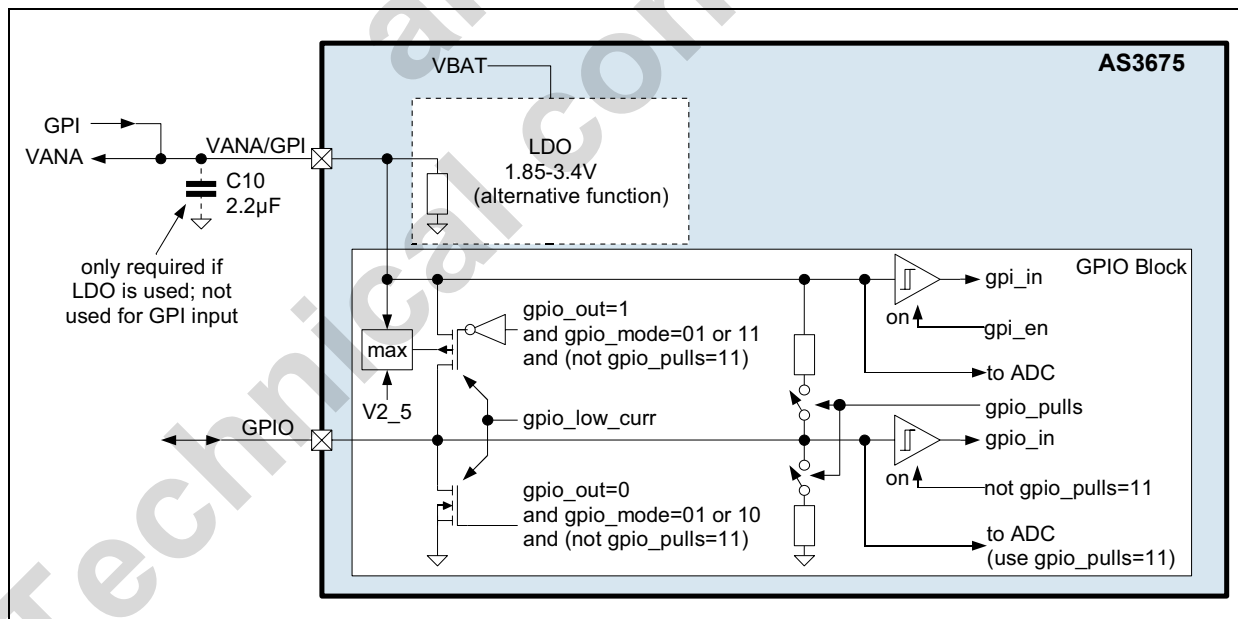 AS3675
VBAT
GPI
VANA
VANA/GPI
LDO
1.85-3.4V
(alternative function)
C10
2.2µF
only required if
LDO is used; not
used for GPI input
GPIO Block
gpi_in
on
gpi_en
gpio_out=1
and gpio_mode=01 or 11
and (not gpio_pulls=11)
max
to ADC
V2_5
gpio_low_curr
gpio_pulls
GPIO
gpio_in
on
not gpio_pulls=11
gpio_out=0
and gpio_mode=01 or 10
and (not gpio_pulls=11)
to ADC
(use gpio_pulls=11)
Technical con
a